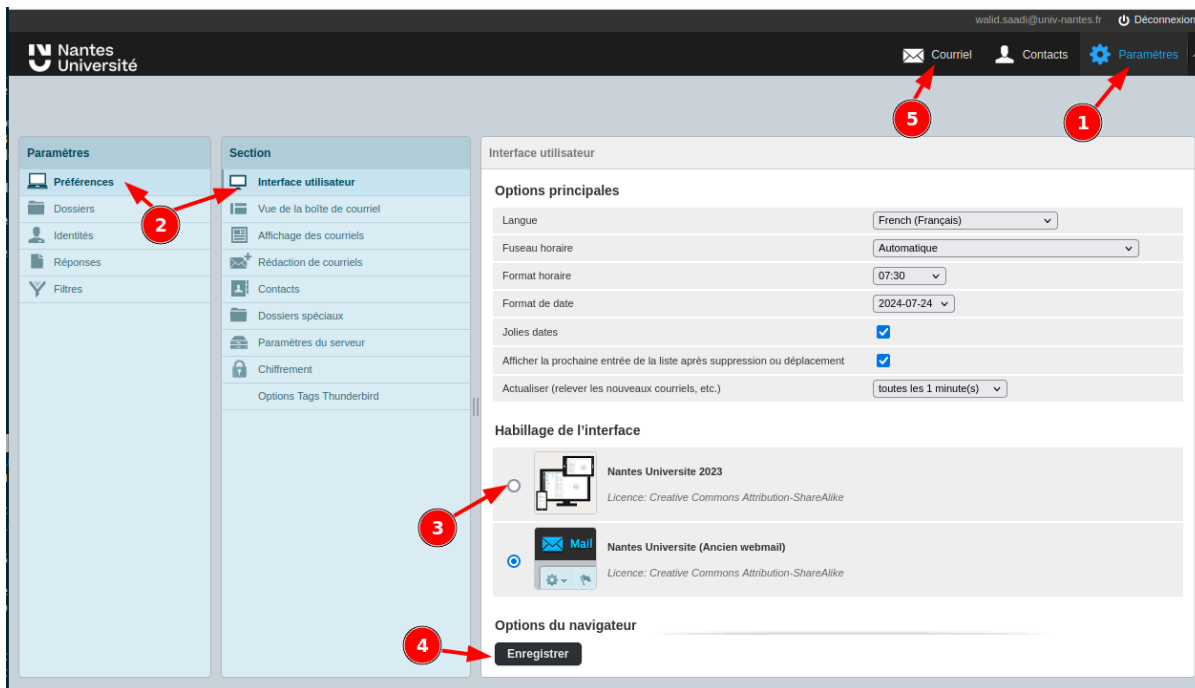 walid.saadi@univ-nantes.fr Déconnexion
Nantes
Université
Courriel Contacts Paramètres
5 1
Paramètres
Préférences
Dossiers
Identités
Réponses
Filtres
2
Section
Interface utilisateur
Vue de la boîte de courriel
Affichage des courriels
Rédaction de courriels
Contacts
Dossiers spéciaux
Paramètres du serveur
Chiffrement
Options Tags Thunderbird
Interface utilisateur
Options principales
Langue French (Français)
Fuseau horaire Automatique
Format horaire 07:30
Format de date 2024-07-24
Jolies dates
Afficher la prochaine entrée de la liste après suppression ou déplacement
Actualiser (relever les nouveaux courriels, etc.) toutes les 1 minute(s)
Habillage de l’interface
Nantes Universite 2023
Licence: Creative Commons Attribution-ShareAlike
3
Mail
Nantes Universite (Ancien webmail)
Licence: Creative Commons Attribution-ShareAlike
Options du navigateur
4
Enregistrer